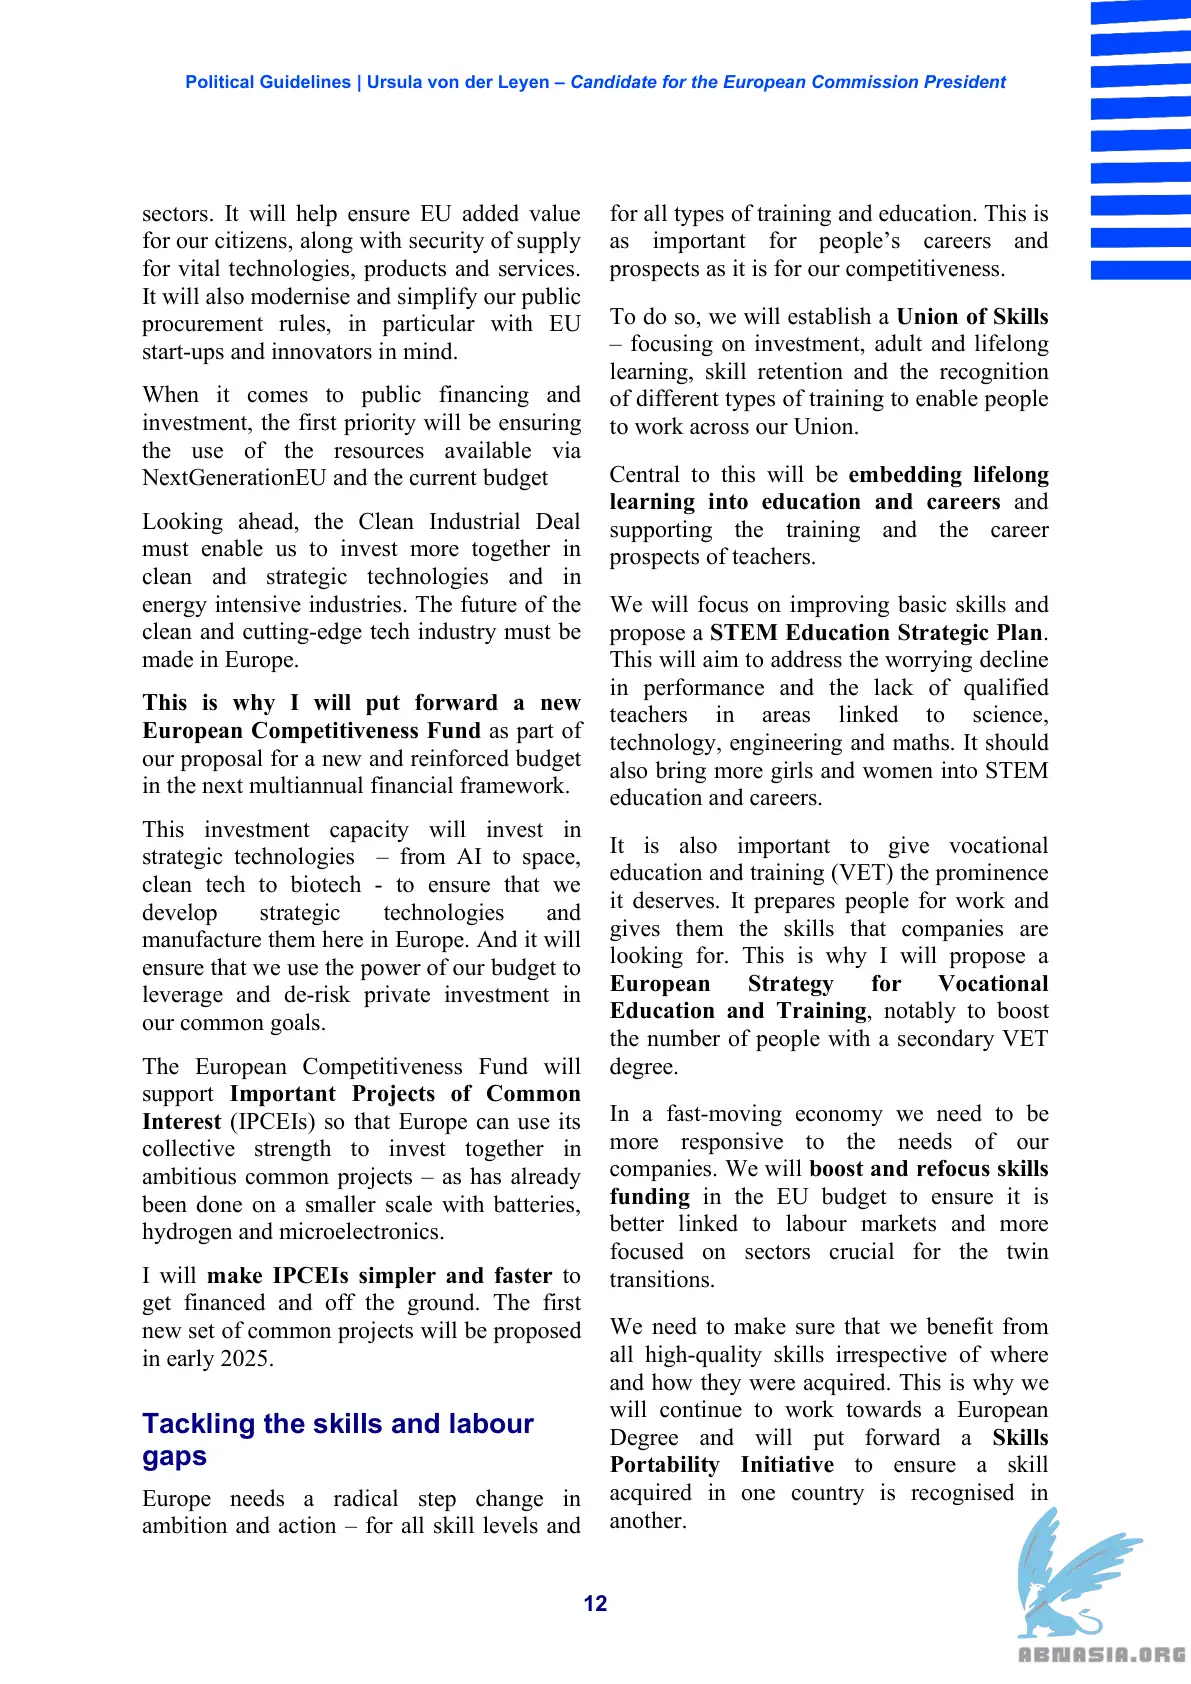 Political Guidelines | Ursula von der Leyen – Candidate for the European Commission President
sectors. It will help ensure EU added value
for our citizens, along with security of supply
for vital technologies, products and services.
It will also modernise and simplify our public
procurement rules, in particular with EU
start-ups and innovators in mind.
When it comes to public financing and
investment, the first priority will be ensuring
the use of the resources available via
NextGenerationEU and the current budget
Looking ahead, the Clean Industrial Deal
must enable us to invest more together in
clean and strategic technologies and in
energy intensive industries. The future of the
clean and cutting-edge tech industry must be
made in Europe.
This is why I will put forward a new
European Competitiveness Fund as part of
our proposal for a new and reinforced budget
in the next multiannual financial framework.
This investment capacity will invest in
strategic technologies – from AI to space,
clean tech to biotech - to ensure that we
develop strategic technologies and
manufacture them here in Europe. And it will
ensure that we use the power of our budget to
leverage and de-risk private investment in
our common goals.
The European Competitiveness Fund will
support Important Projects of Common
Interest (IPCEIs) so that Europe can use its
collective strength to invest together in
ambitious common projects – as has already
been done on a smaller scale with batteries,
hydrogen and microelectronics.
I will make IPCEIs simpler and faster to
get financed and off the ground. The first
new set of common projects will be proposed
in early 2025.
Tackling the skills and labour
gaps
Europe needs a radical step change in
ambition and action – for all skill levels and
for all types of training and education. This is
as important for people’s careers and
prospects as it is for our competitiveness.
To do so, we will establish a Union of Skills
– focusing on investment, adult and lifelong
learning, skill retention and the recognition
of different types of training to enable people
to work across our Union.
Central to this will be embedding lifelong
learning into education and careers and
supporting the training and the career
prospects of teachers.
We will focus on improving basic skills and
propose a STEM Education Strategic Plan.
This will aim to address the worrying decline
in performance and the lack of qualified
teachers in areas linked to science,
technology, engineering and maths. It should
also bring more girls and women into STEM
education and careers.
It is also important to give vocational
education and training (VET) the prominence
it deserves. It prepares people for work and
gives them the skills that companies are
looking for. This is why I will propose a
European Strategy for Vocational
Education and Training, notably to boost
the number of people with a secondary VET
degree.
In a fast-moving economy we need to be
more responsive to the needs of our
companies. We will boost and refocus skills
funding in the EU budget to ensure it is
better linked to labour markets and more
focused on sectors crucial for the twin
transitions.
We need to make sure that we benefit from
all high-quality skills irrespective of where
and how they were acquired. This is why we
will continue to work towards a European
Degree and will put forward a Skills
Portability Initiative to ensure a skill
acquired in one country is recognised in
another.
12
ABNASIA.ORG